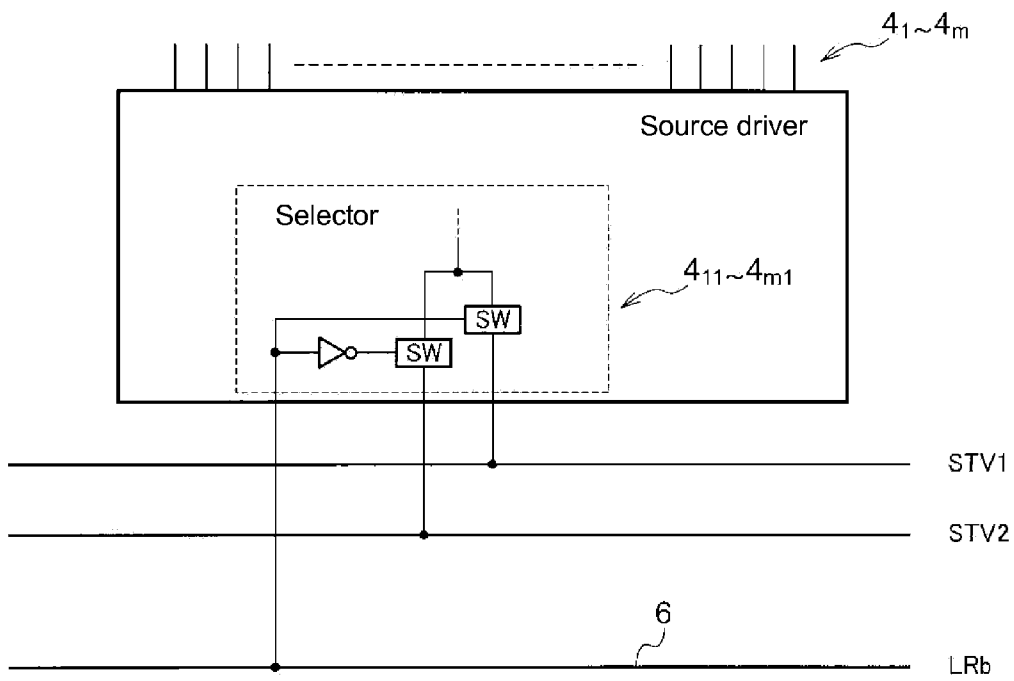 4₁~4ₘ
Source driver
Selector
4₁₁~4ₘ₁
SW
SW
STV1
STV2
6
LRb